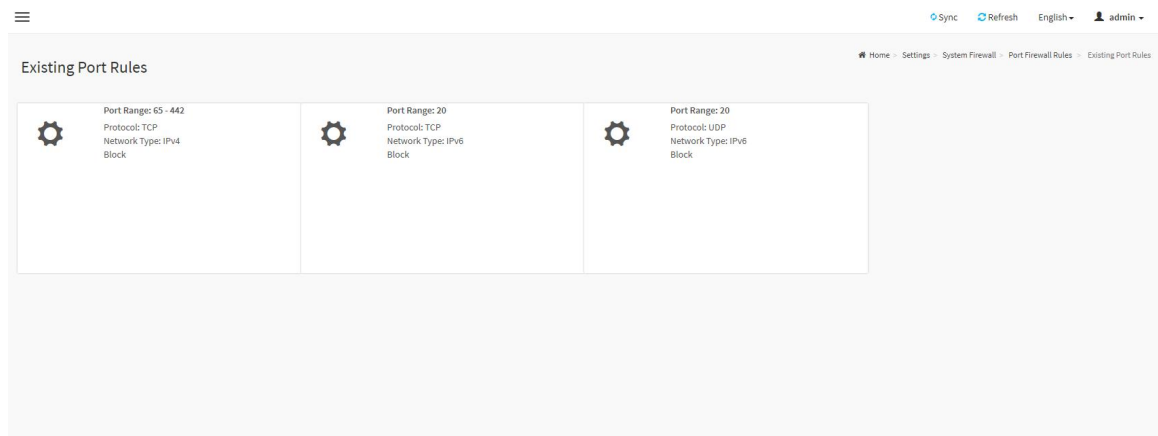 Sync Refresh English admin
Home > Settings > System Firewall > Port Firewall Rules > Existing Port Rules
Existing Port Rules
Port Range: 65 - 442
Protocol: TCP
Network Type: IPv4
Block
Port Range: 20
Protocol: TCP
Network Type: IPv6
Block
Port Range: 20
Protocol: UDP
Network Type: IPv6
Block